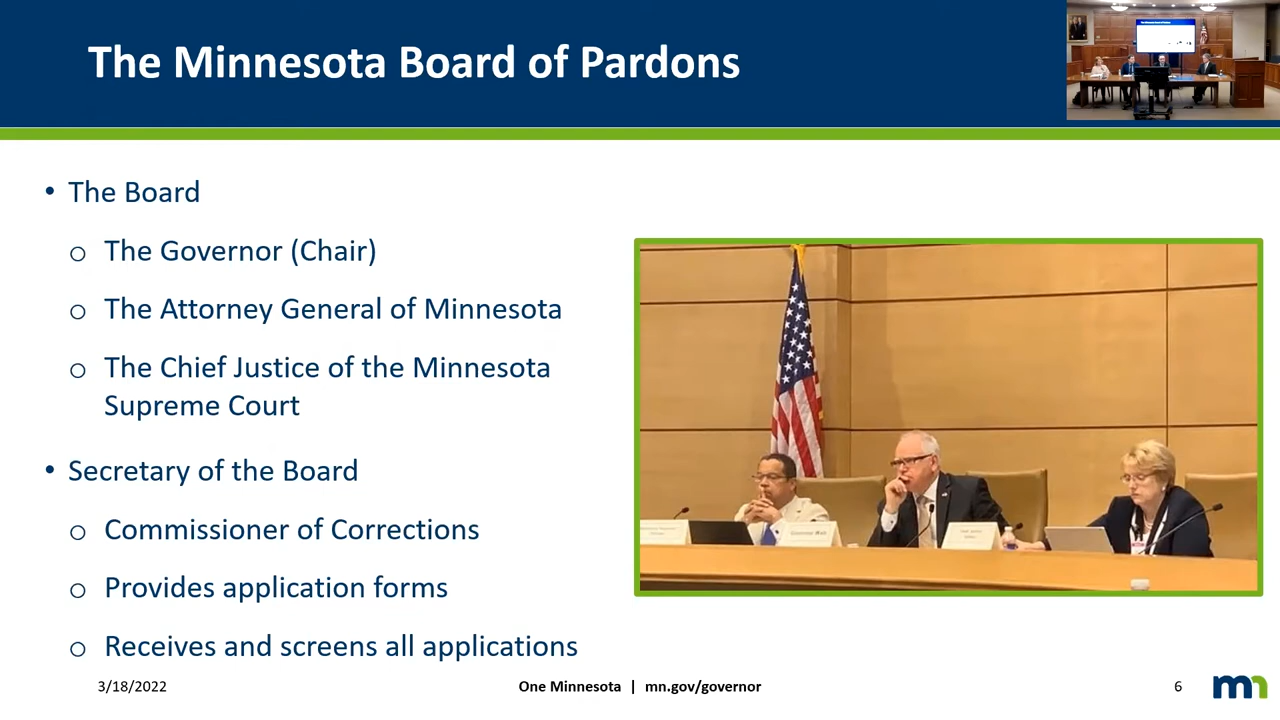 The Minnesota Board of Pardons
• The Board
o The Governor (Chair)
o The Attorney General of Minnesota
o The Chief Justice of the Minnesota
Supreme Court
• Secretary of the Board
o Commissioner of Corrections
o Provides application forms
o Receives and screens all applications
Governor Walz
3/18/2022
One Minnesota | mn.gov/governor
6
mn